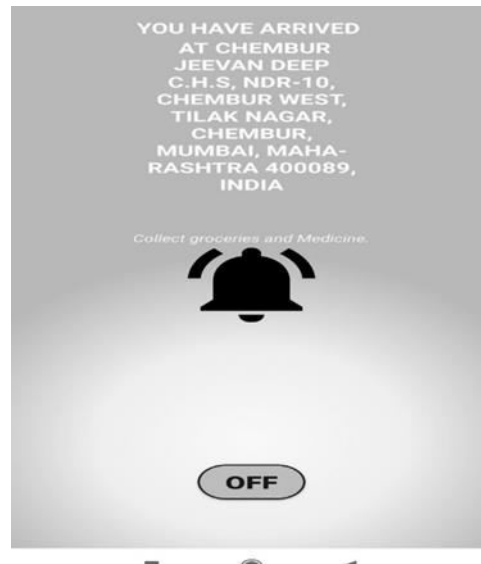 YOU HAVE ARRIVED
AT CHEMBUR
JEEVAN DEEP
C.H.S, NDR-10,
CHEMBUR WEST,
TILAK NAGAR,
CHEMBUR,
MUMBAI, MAHA-
RASHTRA 400089,
INDIA
Collect groceries and Medicine.
OFF